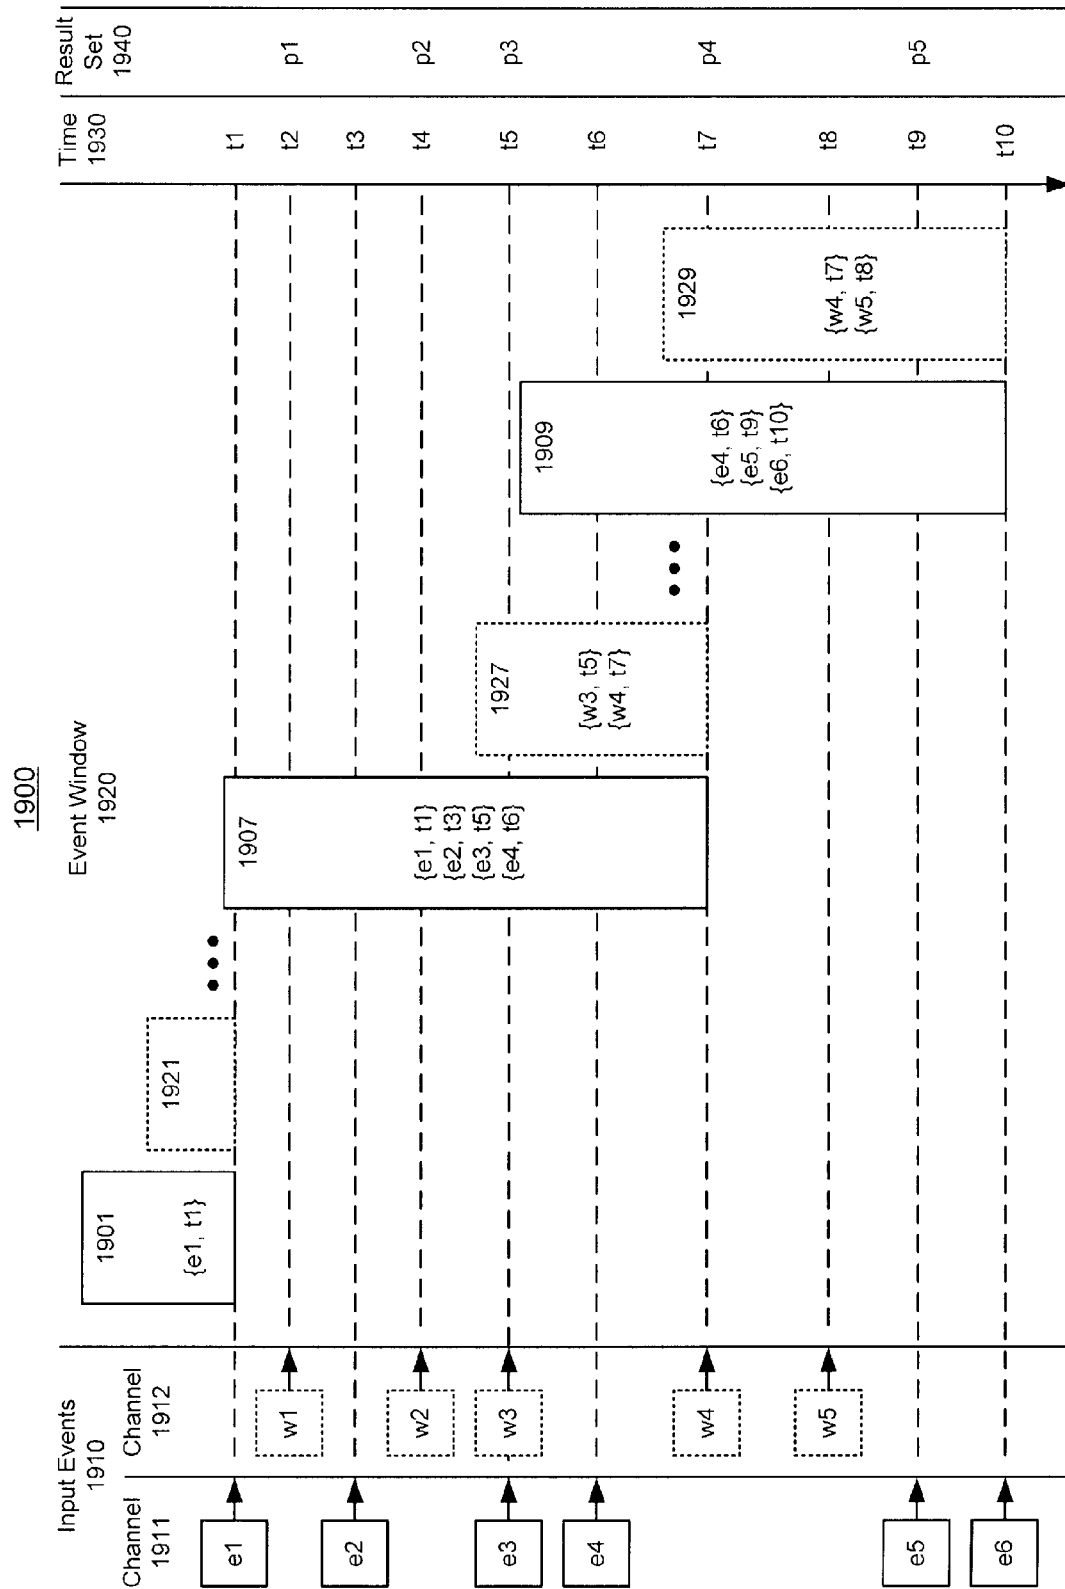 1900
Input Events
1910
Channel
1911
Channel
1912
Event Window
1920
Time
1930
Result
Set
1940
e1
w1
e2
w2
e3
w3
e4
w4
w5
e5
e6
1901
{e1, t1}
1921
1907
{e1, t1}
{e2, t3}
{e3, t5}
{e4, t6}
1927
{w3, t5}
{w4, t7}
1909
{e4, t6}
{e5, t9}
{e6, t10}
1929
{w4, t7}
{w5, t8}
t1
t2
t3
t4
t5
t6
t7
t8
t9
t10
p1
p2
p3
p4
p5